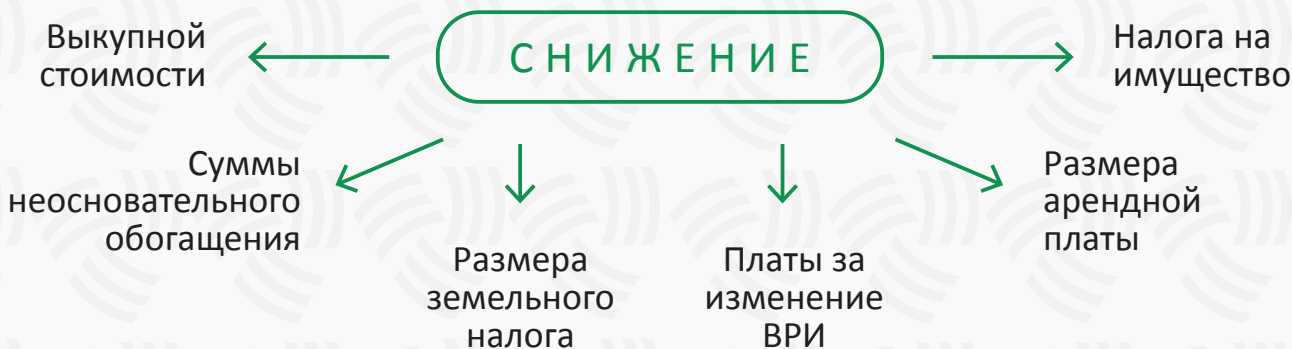 СНИЖЕНИЕ
Выкупной
стоимости
Налога на
имущество
Суммы
неосновательного
обогащения
Размера
земельного
налога
Платы за
изменение
ВРИ
Размера
арендной
платы